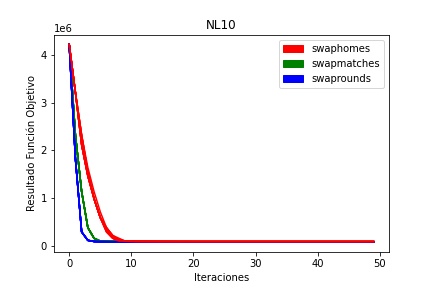 NL10
1e6
swaphomes
swapmatches
swaprounds
Resultado Función Objetivo
4
3
2
1
0
0 10 20 30 40 50
Iteraciones